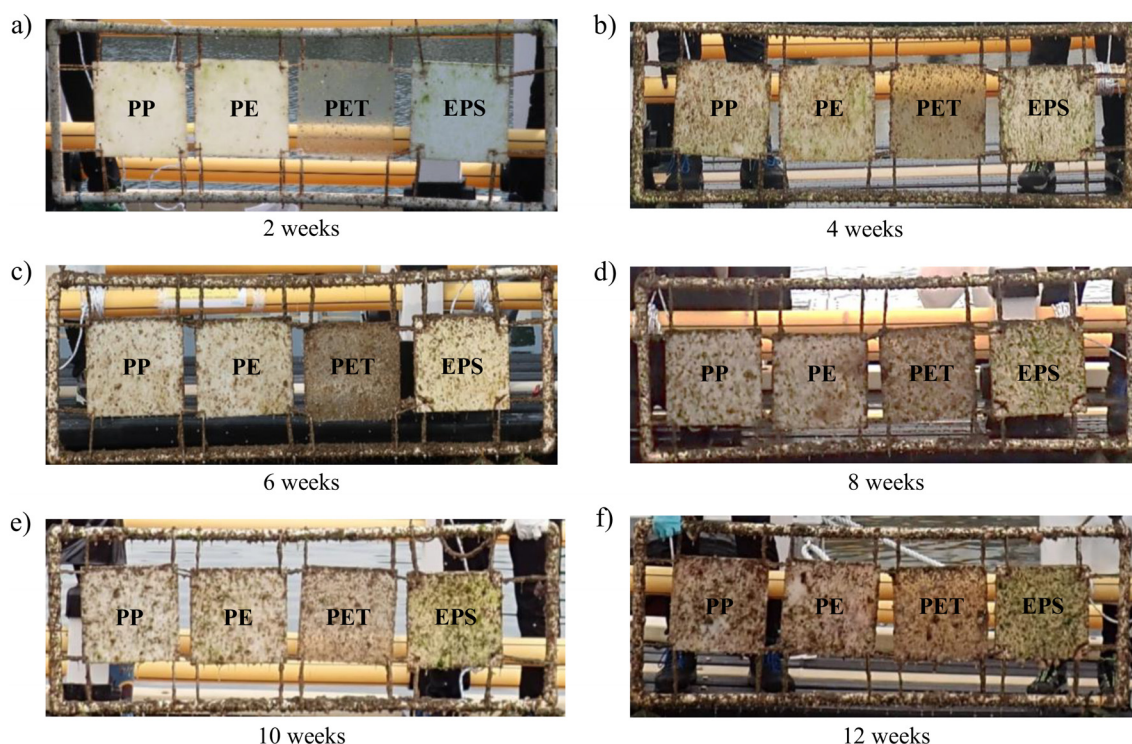 a)
PP PE PET EPS
2 weeks
b)
PP PE PET EPS
4 weeks
c)
PP PE PET EPS
6 weeks
d)
PP PE PET EPS
8 weeks
e)
PP PE PET EPS
10 weeks
f)
PP PE PET EPS
12 weeks